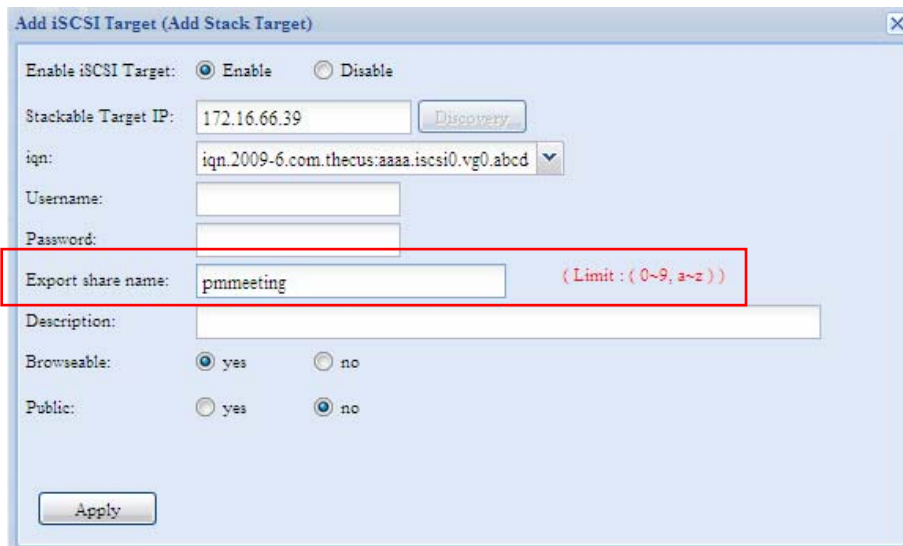 Add iSCSI Target (Add Stack Target)
Enable iSCSI Target: Enable Disable
Stackable Target IP: 172.16.66.39 Discovery
iqn: iqn.2009-6.com.thecus:aaaa.iscsi0.vg0.abcd
Username:
Password:
Export share name: pmmeeting ( Limit : ( 0~9, a~z ) )
Description:
Browseable: yes no
Public: yes no
Apply